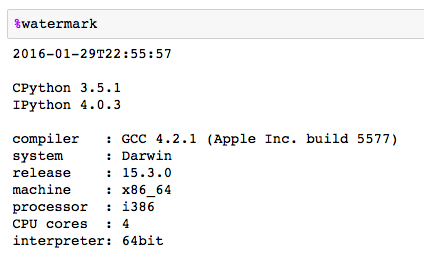 %watermark
2016-01-29T22:55:57
CPython 3.5.1
IPython 4.0.3
compiler   : GCC 4.2.1 (Apple Inc. build 5577)
system     : Darwin
release    : 15.3.0
machine    : x86_64
processor  : i386
CPU cores  : 4
interpreter: 64bit